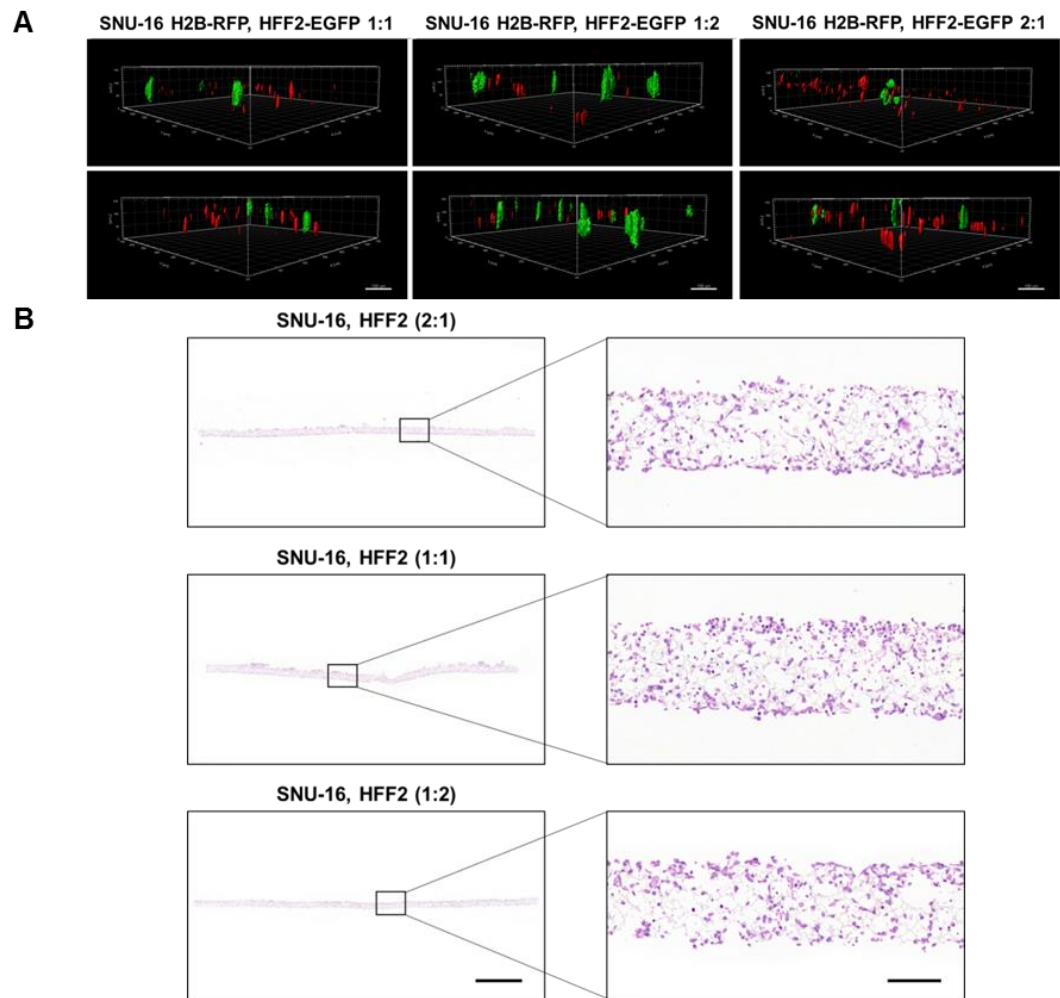 A
SNU-16 H2B-RFP, HFF2-EGFP 1:1
SNU-16 H2B-RFP, HFF2-EGFP 1:2
SNU-16 H2B-RFP, HFF2-EGFP 2:1
B
SNU-16, HFF2 (2:1)
SNU-16, HFF2 (1:1)
SNU-16, HFF2 (1:2)